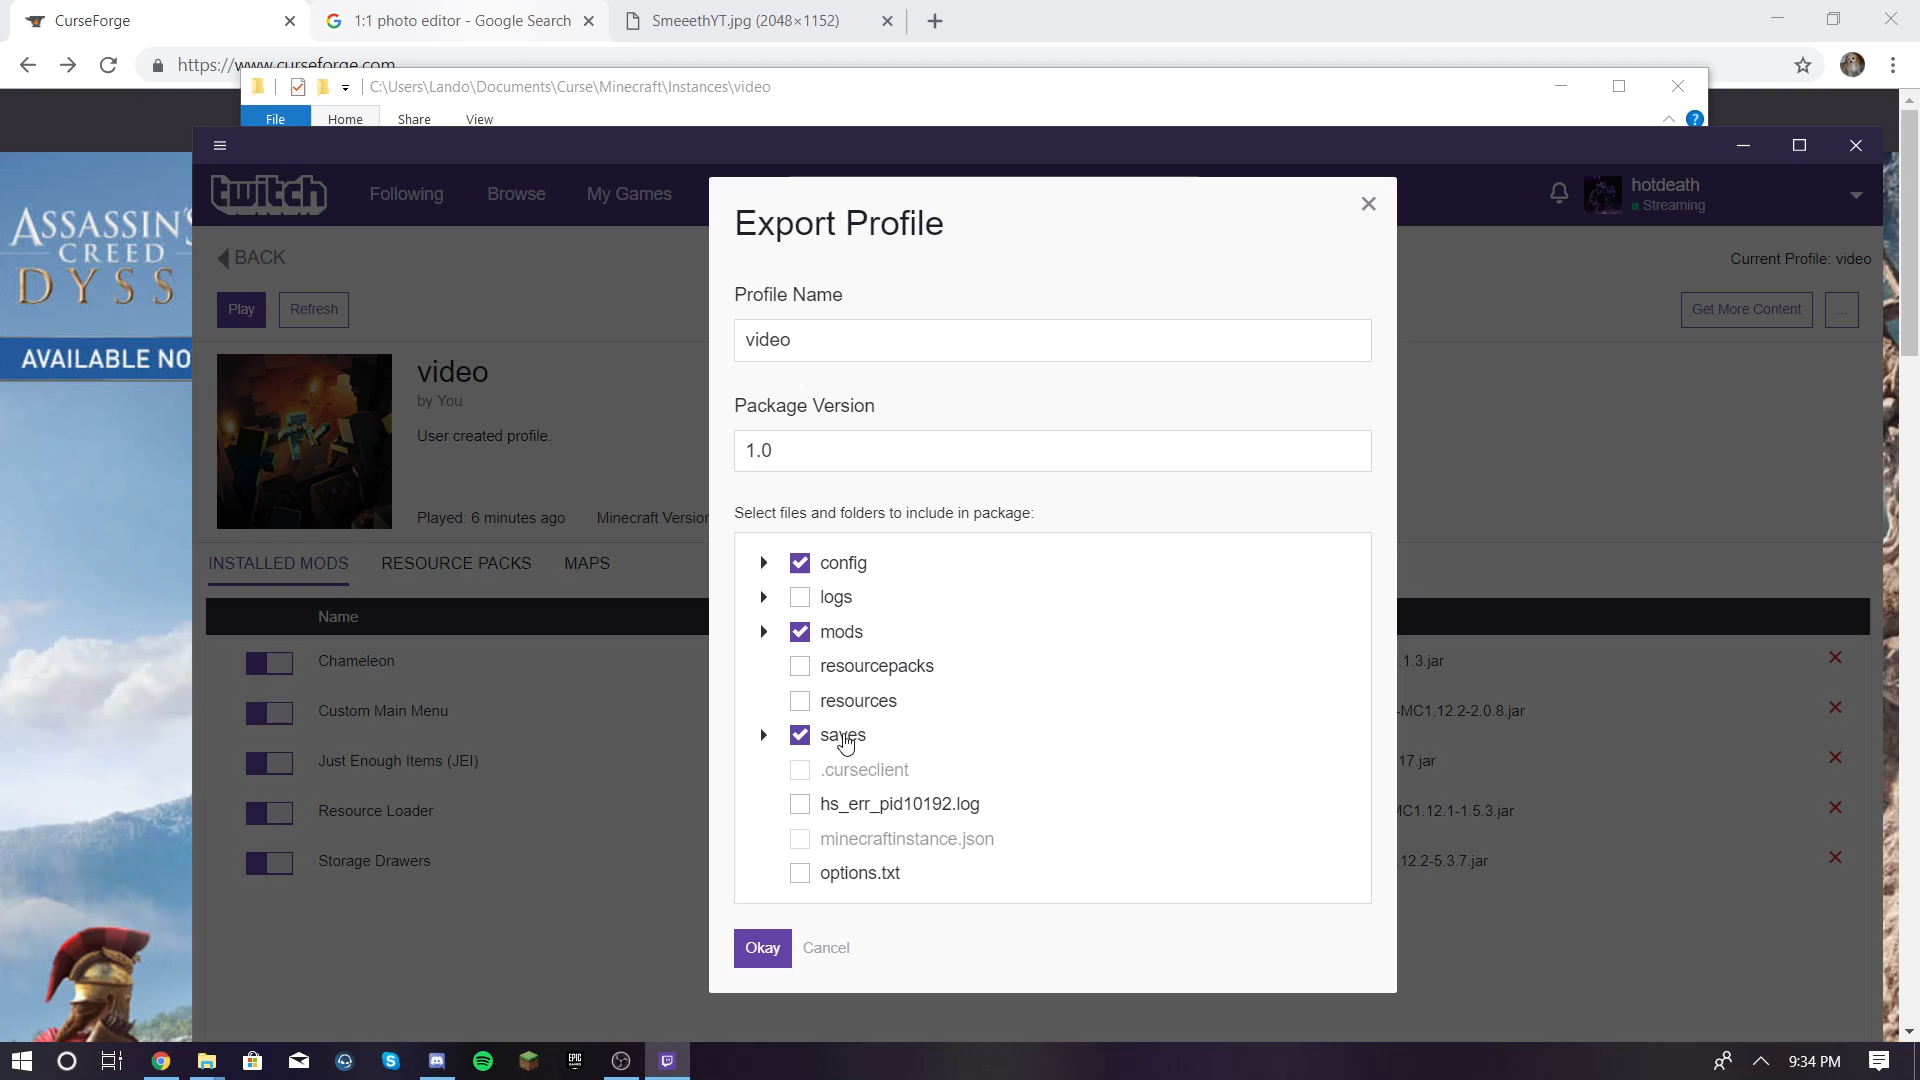 CurseForge
1:1 photo editor - Google Search
SmeeethYT.jpg (2048×1152)
https://www.curseforge.com
C:\Users\Lando\Documents\Curse\Minecraft\Instances\video
File
Home
Share
View
twitch
Following
Browse
My Games
hotdeath
Streaming
ASSASSIN'S
CREED
DYSS
AVAILABLE NO
BACK
Current Profile: video
Play
Refresh
Get More Content
...
video
by You
User created profile.
Played: 6 minutes ago
Minecraft Version
INSTALLED MODS
RESOURCE PACKS
MAPS
Name
Chameleon
.1.3.jar
Custom Main Menu
-MC1.12.2-2.0.8.jar
Just Enough Items (JEI)
17.jar
Resource Loader
MC1.12.1-1.5.3.jar
Storage Drawers
.12.2-5.3.7.jar
Export Profile
Profile Name
video
Package Version
1.0
Select files and folders to include in package:
config
logs
mods
resourcepacks
resources
saves
.curseclient
hs_err_pid10192.log
minecraftinstance.json
options.txt
Okay
Cancel
EPIC
9:34 PM